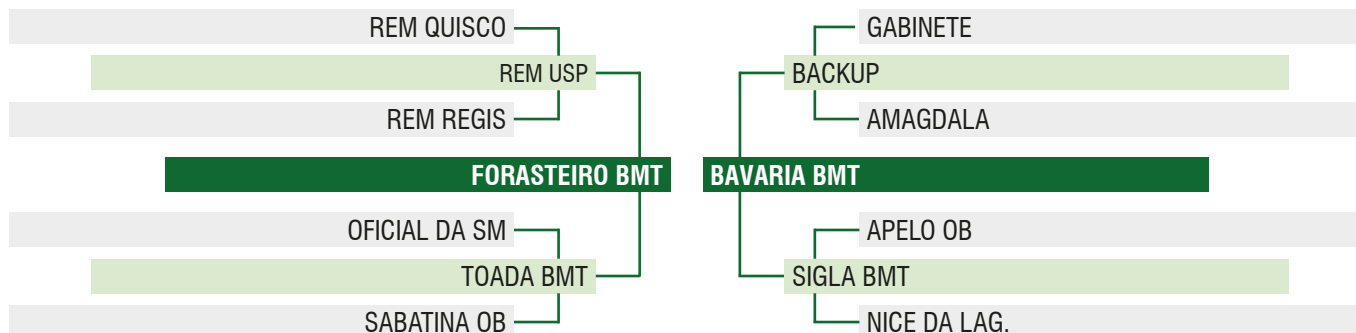 REM QUISCO
GABINETE
REM USP
BACKUP
REM REGIS
AMAGDALA
FORASTEIRO BMT
BAVARIA BMT
OFICIAL DA SM
APELO OB
TOADA BMT
SIGLA BMT
SABATINA OB
NICE DA LAG.